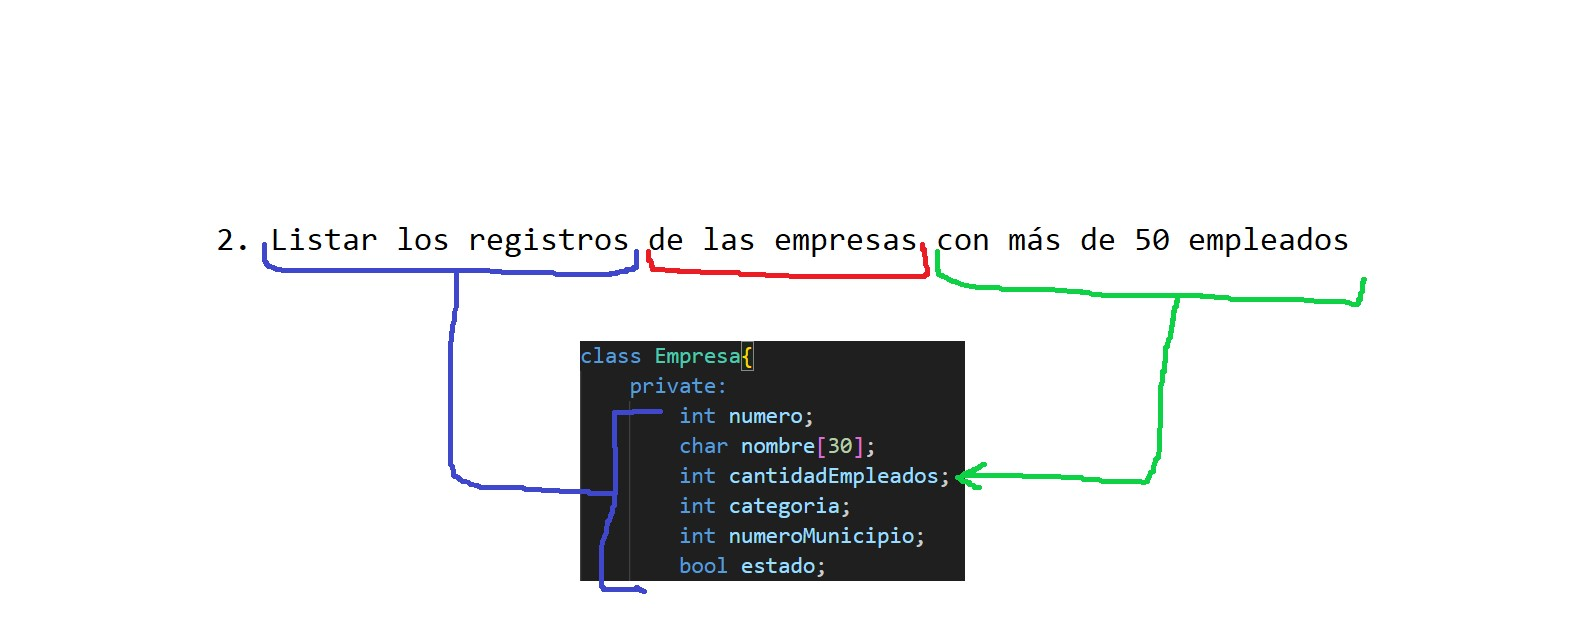 2. Listar los registros de las empresas con más de 50 empleados
class Empresa{
private:
int numero;
char nombre[30];
int cantidadEmpleados;
int categoria;
int numeroMunicipio;
bool estado;